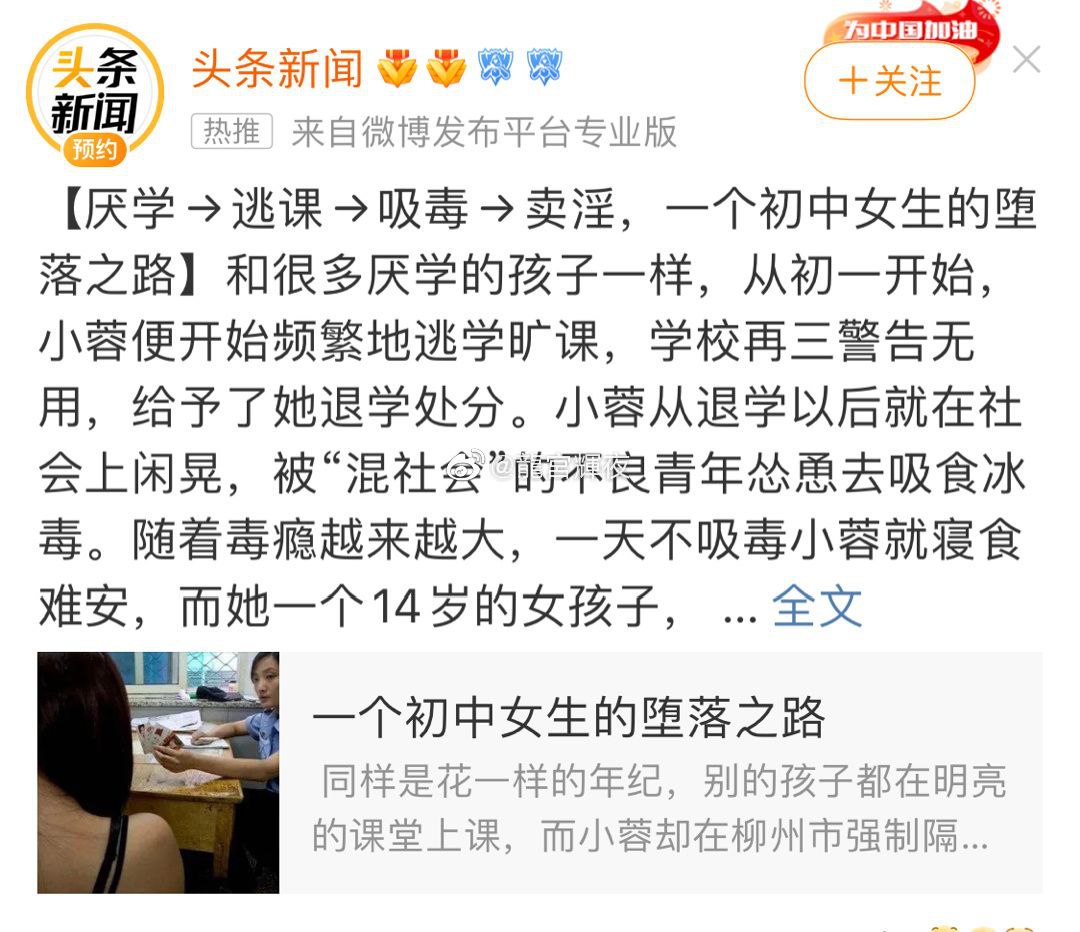 为中国加油
头条
新闻
预约
头条新闻
+关注
热推 来自微博发布平台专业版
【厌学→逃课→吸毒→卖淫，一个初中女生的堕
落之路】和很多厌学的孩子一样，从初一开始，
小蓉便开始频繁地逃学旷课，学校再三警告无
用，给予了她退学处分。小蓉从退学以后就在社
会上闲晃，被“混社会”的不良青年怂恿去吸食冰
毒。随着毒瘾越来越大，一天不吸毒小蓉就寝食
难安，而她一个14岁的女孩子， ... 全文
@龍宮輝夜
一个初中女生的堕落之路
同样是花一样的年纪，别的孩子都在明亮
的课堂上课，而小蓉却在柳州市强制隔...